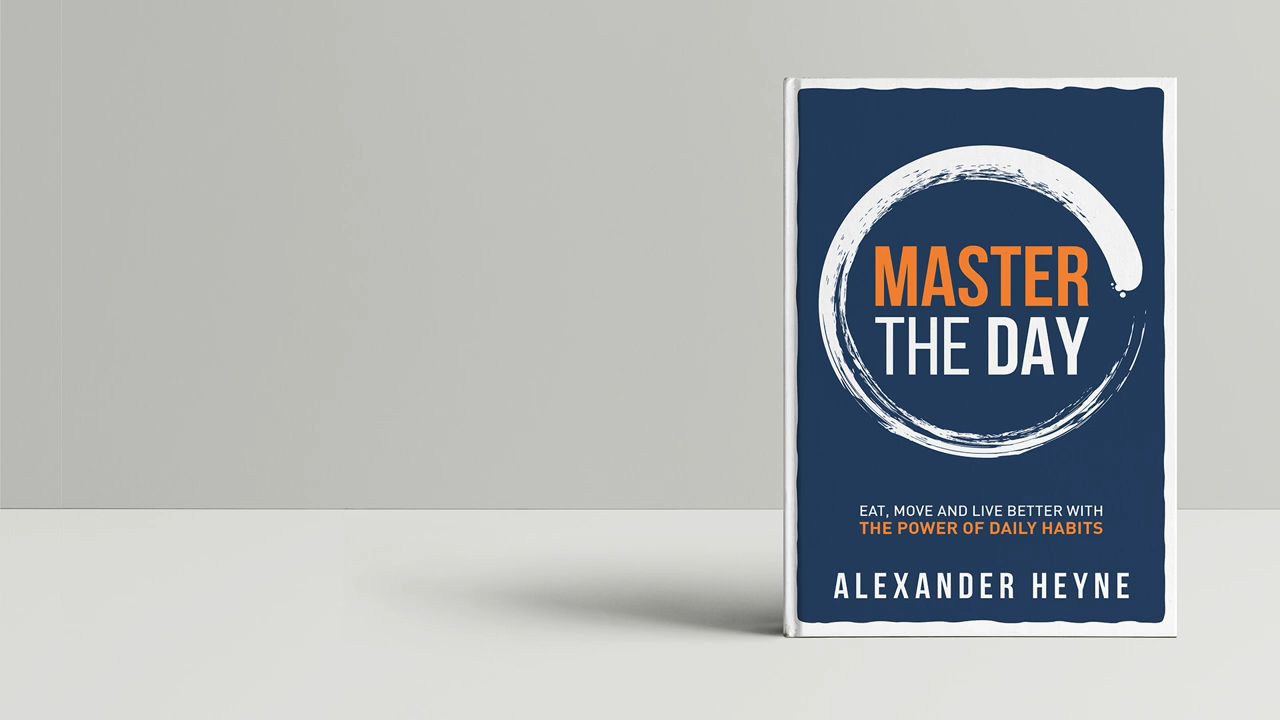 MASTER
THE DAY
EAT, MOVE AND LIVE BETTER WITH
THE POWER OF DAILY HABITS
ALEXANDER HEYNE